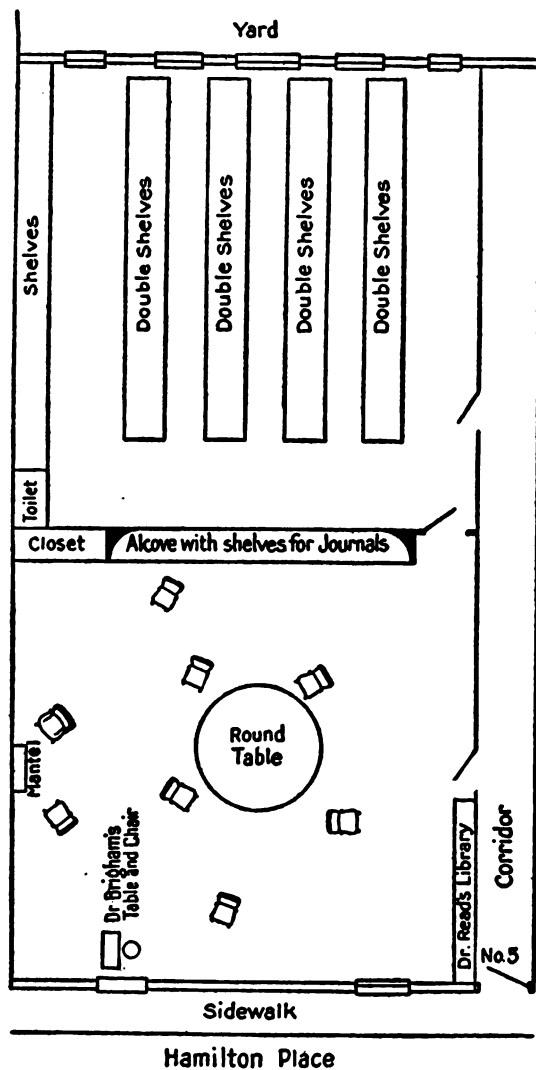 Yard
Shelves
Double Shelves
Double Shelves
Double Shelves
Double Shelves
Toilet
Closet
Alcove with shelves for Journals
Round
Table
Mantel
Dr. Brigham's
Table and Chair
Dr. Read's Library
Corridor
No.5
Sidewalk
Hamilton Place